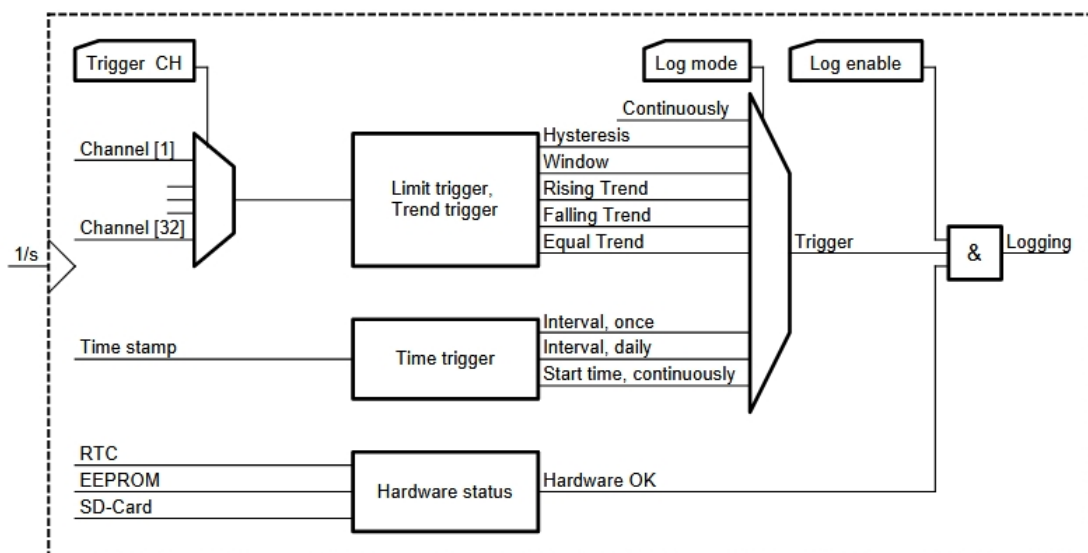 Trigger CH
Log mode
Log enable
Continuously
Channel [1]
Channel [32]
Limit trigger,
Trend trigger
Hysteresis
Window
Rising Trend
Falling Trend
Equal Trend
Trigger
&
Logging
1/s
Time stamp
Time trigger
Interval, once
Interval, daily
Start time, continuously
RTC
EEPROM
SD-Card
Hardware status
Hardware OK